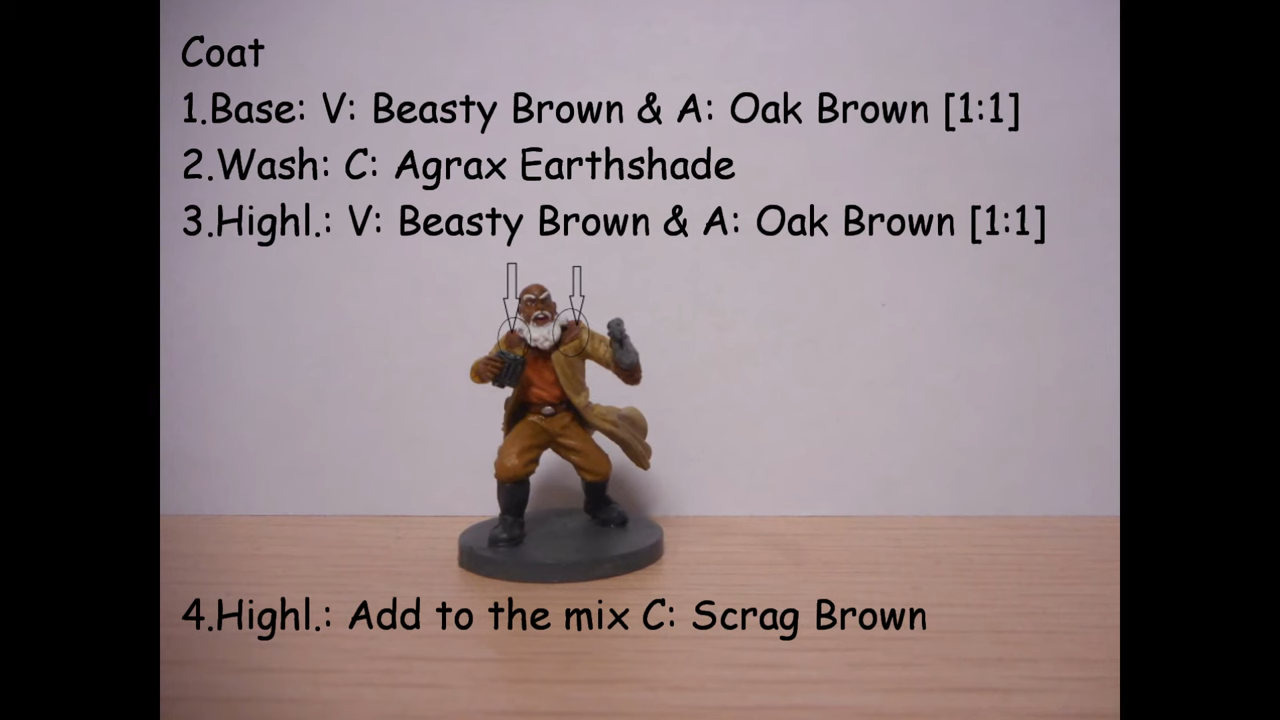 Coat
1.Base: V: Beasty Brown & A: Oak Brown [1:1]
2.Wash: C: Agrax Earthshade
3.Highl.: V: Beasty Brown & A: Oak Brown [1:1]
4.Highl.: Add to the mix C: Scrag Brown